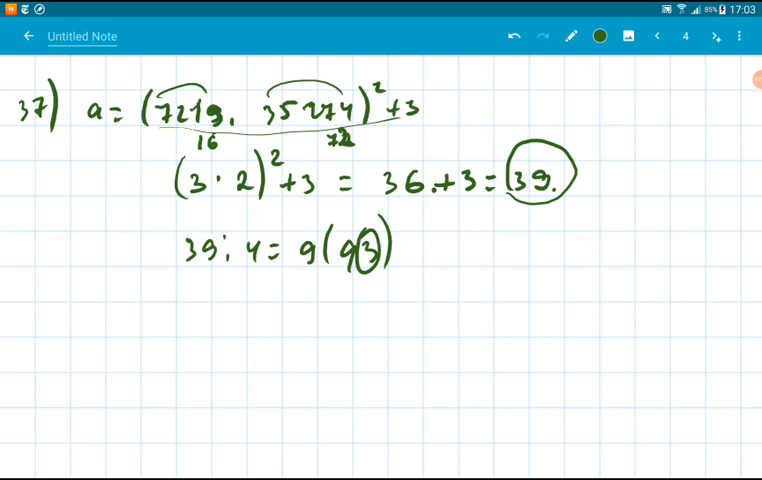 85% 17:03
Untitled Note
4
37) a = (7219. 35274)² + 3
16
(3 · 2)² + 3 = 36. + 3 = 39.
39 : 4 = 9 (q 3)